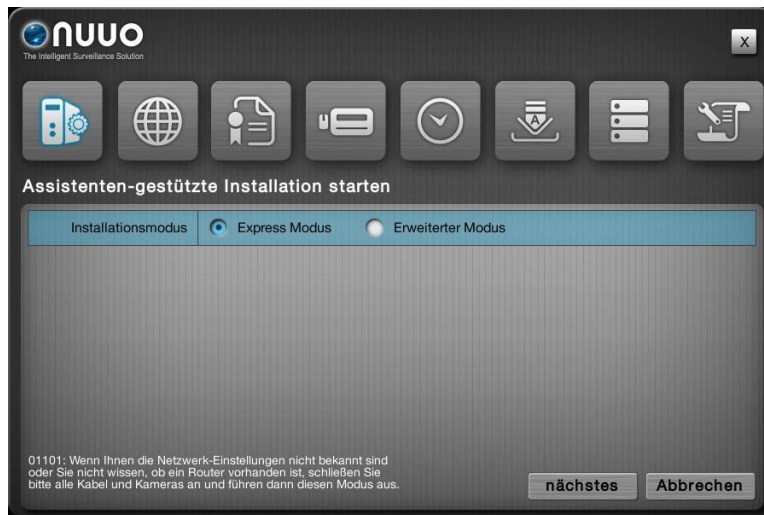 nuuo
The Intelligent Surveillance Solution
X
A
Assistenten-gestützte Installation starten
Installationsmodus Express Modus Erweiterter Modus
01101: Wenn Ihnen die Netzwerk-Einstellungen nicht bekannt sind
oder Sie nicht wissen, ob ein Router vorhanden ist, schließen Sie
bitte alle Kabel und Kameras an und führen dann diesen Modus aus.
nächstes Abbrechen